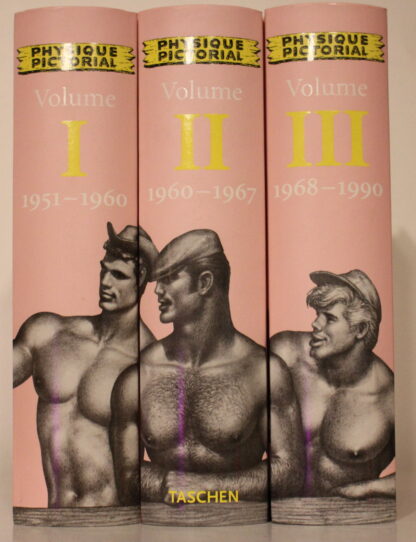 PHYSIQUE
PICTORIAL
Volume
I
1951–1960
PHYSIQUE
PICTORIAL
Volume
II
1960–1967
TASCHEN
PHYSIQUE
PICTORIAL
Volume
III
1968–1990